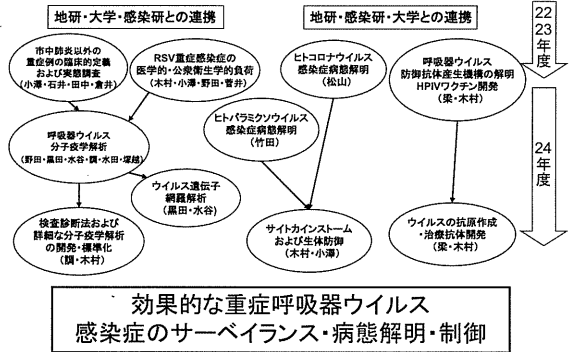 地研・大学・感染研との連携
地研・感染研・大学との連携
22
23
年度
市中肺炎以外の
重症例の臨床的定義
および実態調査
(小澤・石井・田中・倉井)
RSV重症感染症の
医学的・公衆衛生学的負荷
(木村・小澤・野田・菅井)
ヒトコロナウイルス
感染症病態解明
(松山)
呼吸器ウイルス
防御抗体産生機構の解明
HPIVワクチン開発
(梁・木村)
ヒトパラミクソウイルス
感染症病態解明
(竹田)
呼吸器ウイルス
分子疫学解析
(野田・黒田・水谷・調・水田・塚越)
24
年度
ウイルス遺伝子
網羅解析
(黒田・水谷)
検査診断法および
詳細な分子疫学解析
の開発・標準化
(調・木村)
サイトカインストーム
および生体防御
(木村・小澤)
ウイルスの抗原作成
・治療抗体開発
(梁・木村)
効果的な重症呼吸器ウイルス
感染症のサーベイランス・病態解明・制御